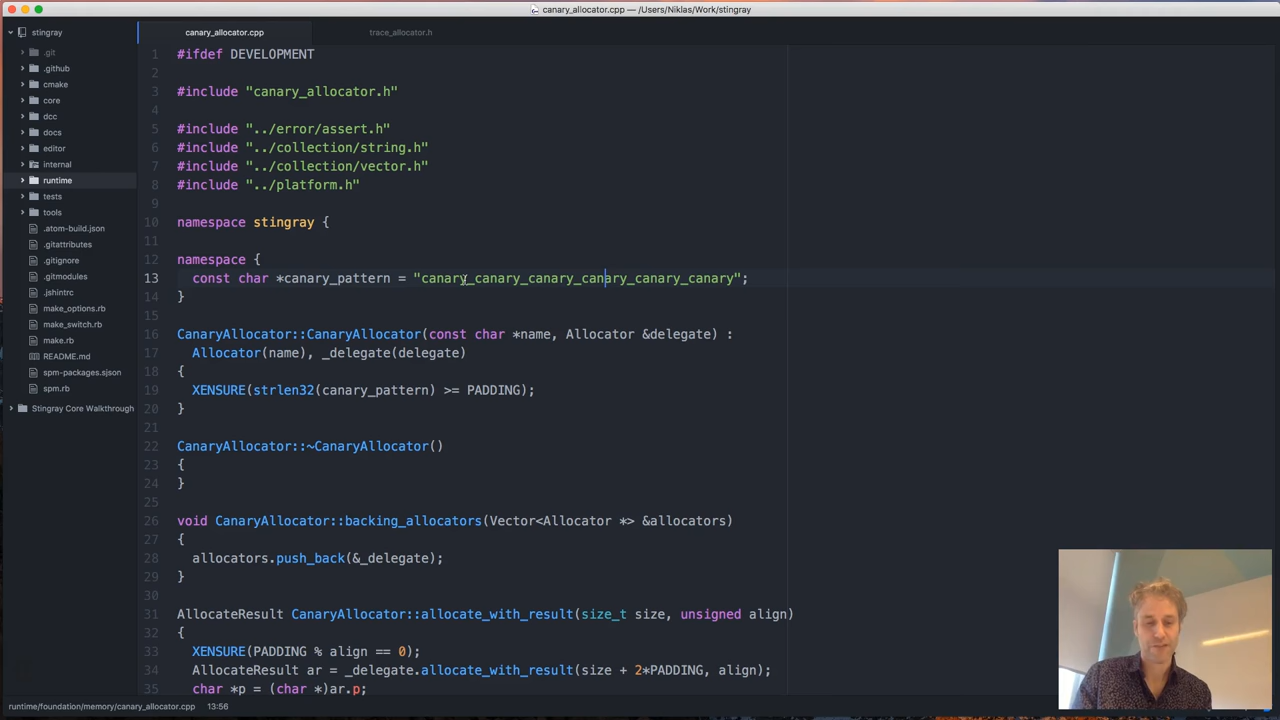 canary_allocator.cpp — /Users/Niklas/Work/stingray
stingray
.git
.github
cmake
core
dcc
docs
editor
internal
runtime
tests
tools
.atom-build.json
.gitattributes
.gitignore
.gitmodules
.jshintrc
make_options.rb
make_switch.rb
make.rb
README.md
spm-packages.sjson
spm.rb
Stingray Core Walkthrough
canary_allocator.cpp
trace_allocator.h
1 #ifdef DEVELOPMENT
2
3 #include "canary_allocator.h"
4
5 #include "../error/assert.h"
6 #include "../collection/string.h"
7 #include "../collection/vector.h"
8 #include "../platform.h"
9
10 namespace stingray {
11
12 namespace {
13 const char *canary_pattern = "canary_canary_canary_canary_canary_canary";
14 }
15
16 CanaryAllocator::CanaryAllocator(const char *name, Allocator &delegate) :
17 Allocator(name), _delegate(delegate)
18 {
19 XENSURE(strlen32(canary_pattern) >= PADDING);
20 }
21
22 CanaryAllocator::~CanaryAllocator()
23 {
24 }
25
26 void CanaryAllocator::backing_allocators(Vector<Allocator *> &allocators)
27 {
28 allocators.push_back(&_delegate);
29 }
30
31 AllocateResult CanaryAllocator::allocate_with_result(size_t size, unsigned align)
32 {
33 XENSURE(PADDING % align == 0);
34 AllocateResult ar = _delegate.allocate_with_result(size + 2*PADDING, align);
35 char *p = (char *)ar.p;
runtime/foundation/memory/canary_allocator.cpp 13:56